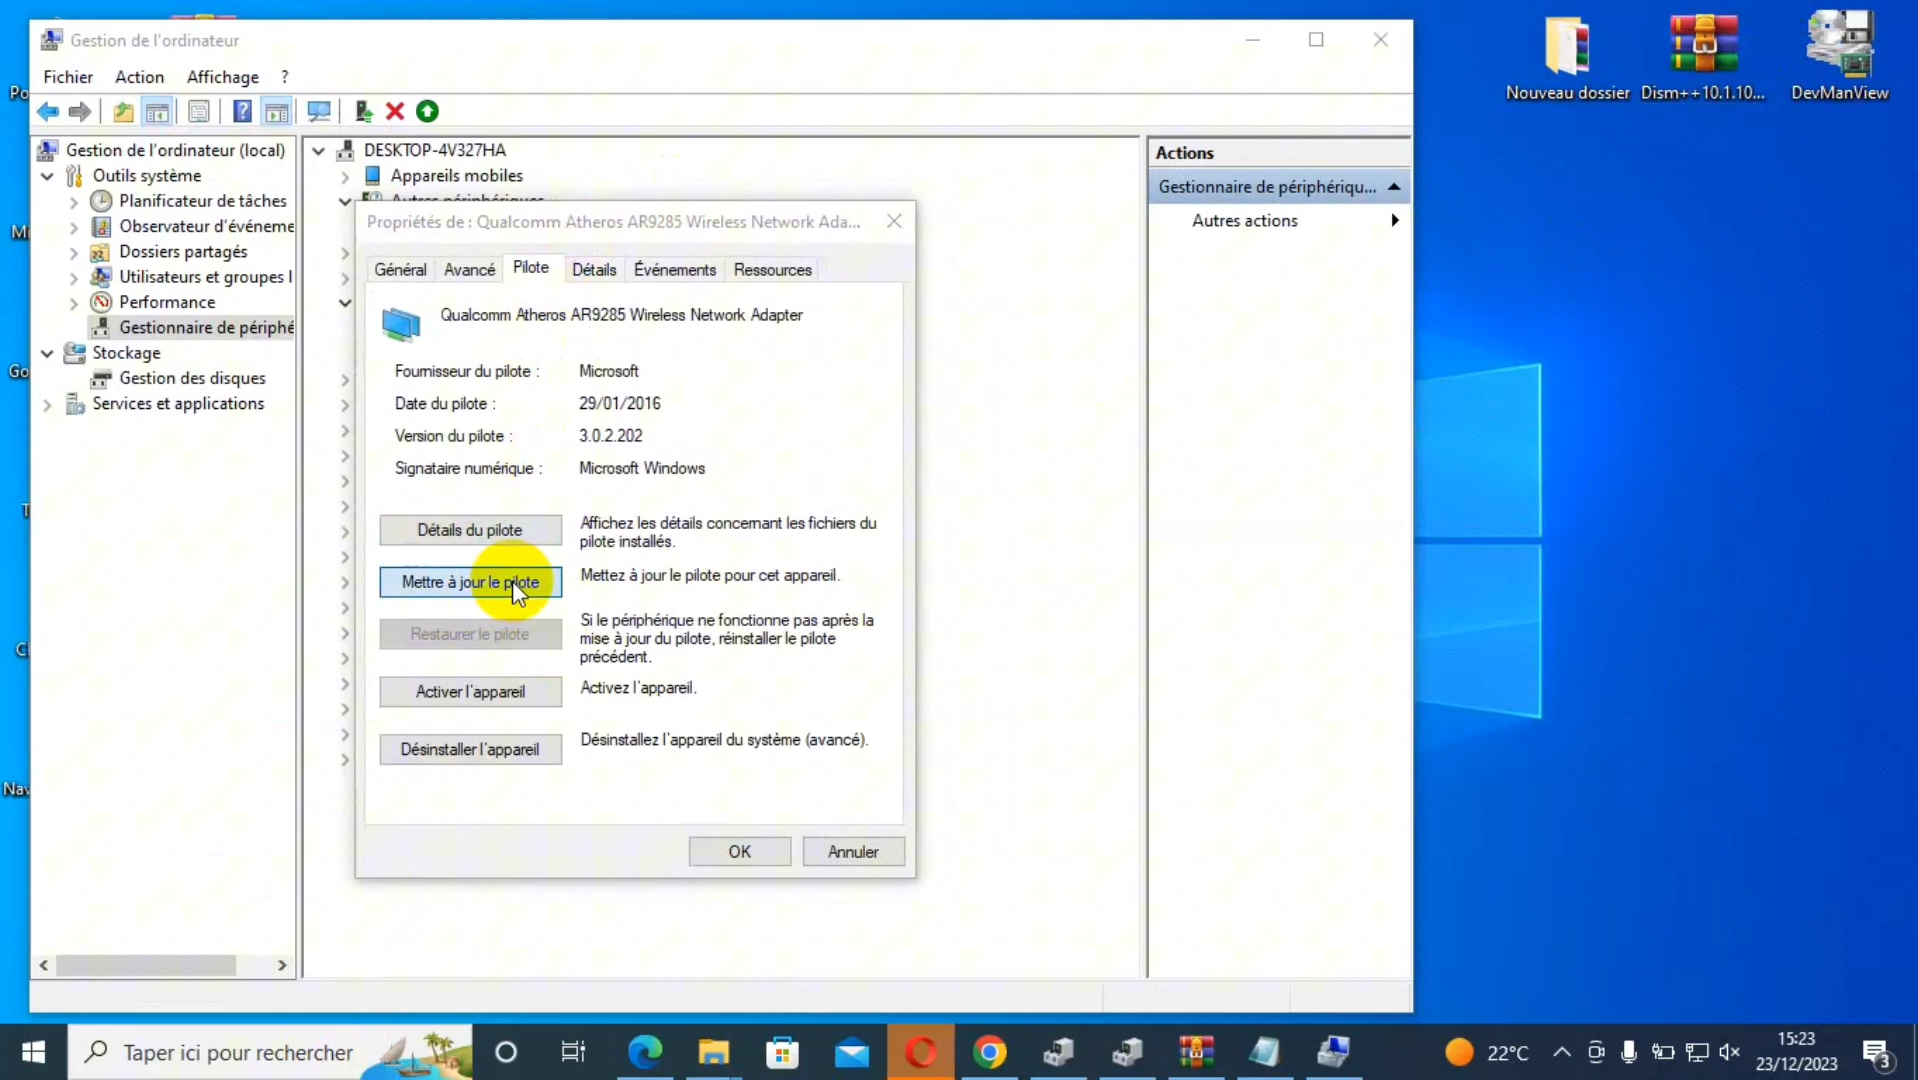 Gestion de l'ordinateur
Fichier Action Affichage ?
Gestion de l'ordinateur (local)
Outils système
Planificateur de tâches
Observateur d'événeme
Dossiers partagés
Utilisateurs et groupes l
Performance
Gestionnaire de périphé
Stockage
Gestion des disques
Services et applications
DESKTOP-4V327HA
Appareils mobiles
Autres périphériques
Propriétés de : Qualcomm Atheros AR9285 Wireless Network Ada...
Général Avancé Pilote Détails Événements Ressources
Qualcomm Atheros AR9285 Wireless Network Adapter
Fournisseur du pilote : Microsoft
Date du pilote : 29/01/2016
Version du pilote : 3.0.2.202
Signataire numérique : Microsoft Windows
Détails du pilote
Affichez les détails concernant les fichiers du
pilote installés.
Mettre à jour le pilote
Mettez à jour le pilote pour cet appareil.
Restaurer le pilote
Si le périphérique ne fonctionne pas après la
mise à jour du pilote, réinstaller le pilote
précédent.
Activer l'appareil
Activez l'appareil.
Désinstaller l'appareil
Désinstallez l'appareil du système (avancé).
OK Annuler
Actions
Gestionnaire de périphériqu...
Autres actions
Nouveau dossier
Dism++10.1.10...
DevManView
Po
Mi
Go
T
Nav
Taper ici pour rechercher
22°C
15:23
23/12/2023
3